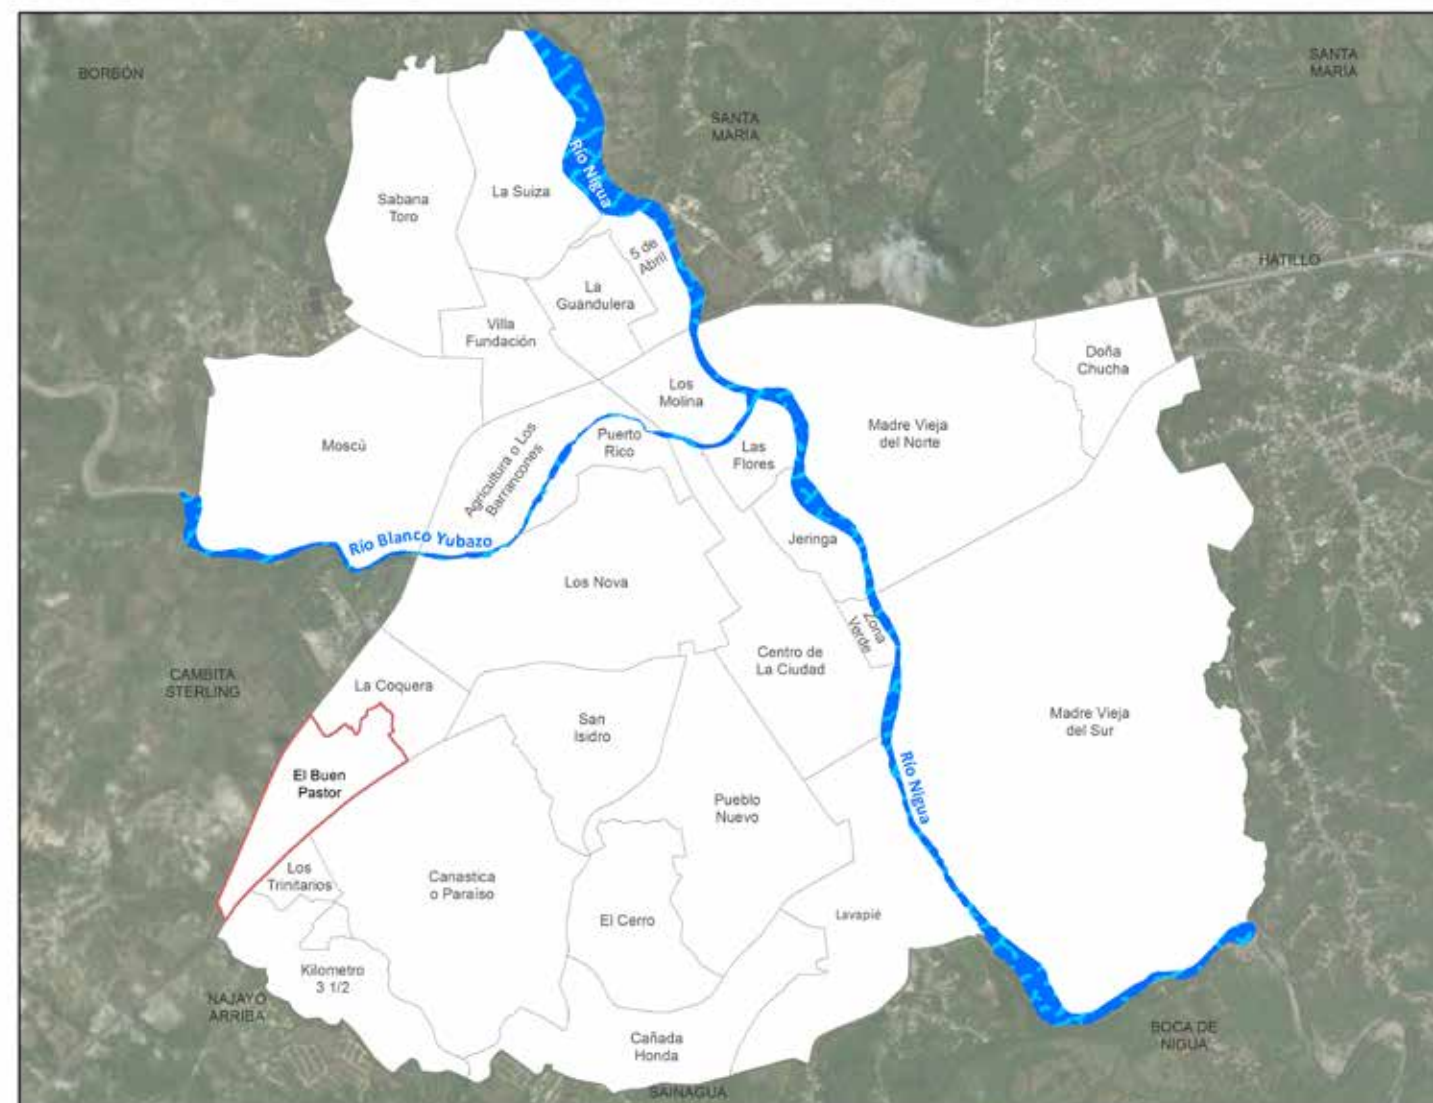 BORBÓN
SANTA
MARÍA
SANTA
MARÍA
Río Nigua
La Suiza
Sabana
Toro
5 de
Abril
HATILLO
La
Guandulera
Villa
Fundación
Doña
Chucha
Los
Molina
Madre Vieja
del Norte
Moscú
Puerto
Rico
Agricultura o Los
Barrancones
Las
Flores
Río Blanco Yubazo
Jeringa
Los Nova
Zona
Verde
Centro de
La Ciudad
CAMBITA
STERLING
La Coquera
San
Isidro
Madre Vieja
del Sur
El Buen
Pastor
Río Nigua
Pueblo
Nuevo
Los
Trinitarios
Canastica
o Paraíso
El Cerro
Lavapié
Kilometro
3 1/2
NAJAYO
ARRIBA
BOCA DE
NIGUA
Cañada
Honda
SAINAGUA